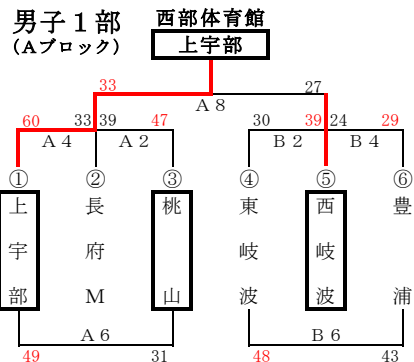 男子１部 西部体育館
(Aブロック) 上宇部
33 27
A８
60 33 39 47 30 39 24 29
A４ A２ B２ B４
① ② ③ ④ ⑤ ⑥
上宇部 長府M 桃山 東岐波 西岐波 豊浦
A６ B６
49 31 48 43